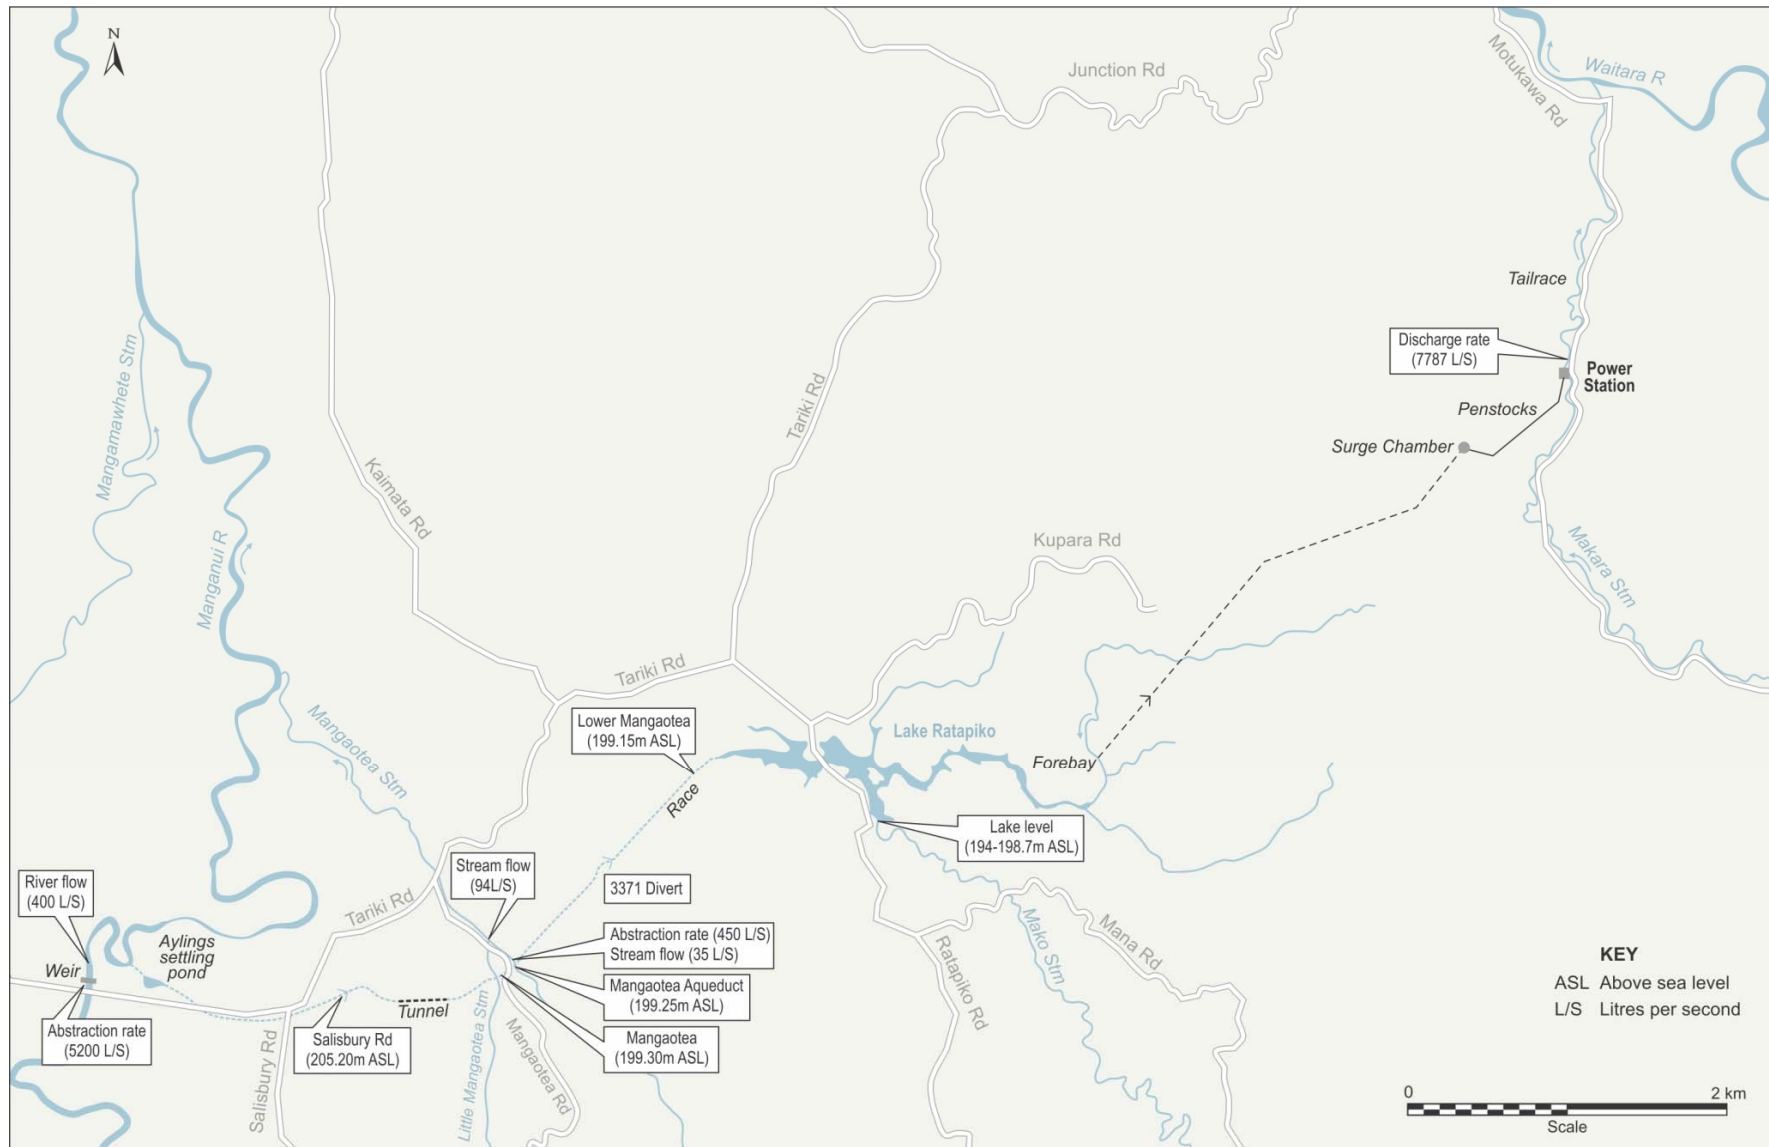 N
Junction Rd
Motukawa Rd
Waitara R
Mangamawhete Stm
Manganui R
Kaimata Rd
Tariki Rd
Tailrace
Discharge rate
(7787 L/S)
Power
Station
Penstocks
Surge Chamber
Kupara Rd
Makara Stm
Tariki Rd
Mangaotea Stm
Lower Mangaotea
(199.15m ASL)
Race
Lake Ratapiko
Forebay
Lake level
(194-198.7m ASL)
Stream flow
(94L/S)
3371 Divert
River flow
(400 L/S)
Tariki Rd
Aylings
settling
pond
Weir
Abstraction rate (450 L/S)
Stream flow (35 L/S)
Mangaotea Aqueduct
(199.25m ASL)
Mangaotea
(199.30m ASL)
Abstraction rate
(5200 L/S)
Salisbury Rd
Salisbury Rd
(205.20m ASL)
Tunnel
Little Mangaotea Stm
Mangaotea Rd
Ratapiko Rd
Mako Stm
Mana Rd
KEY
ASL Above sea level
L/S Litres per second
0 2 km
Scale